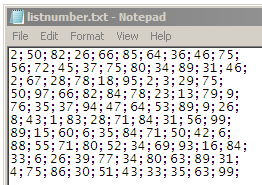 listnumber.txt - Notepad
File Edit Format View Help
2; 50; 82; 26; 66; 85; 64; 36; 46; 75;
56; 72; 45; 37; 75; 80; 34; 89; 31; 46;
2; 67; 28; 78; 18; 95; 2; 3; 29; 75;
50; 97; 66; 82; 84; 78; 23; 13; 79; 9;
76; 35; 37; 94; 47; 64; 53; 89; 9; 26;
8; 43; 1; 83; 28; 71; 84; 31; 56; 99;
89; 15; 60; 6; 35; 84; 71; 50; 42; 6;
88; 55; 71; 80; 52; 34; 69; 93; 16; 84;
33; 6; 26; 39; 77; 34; 80; 63; 89; 31;
4; 75; 86; 30; 51; 43; 33; 35; 63; 99;